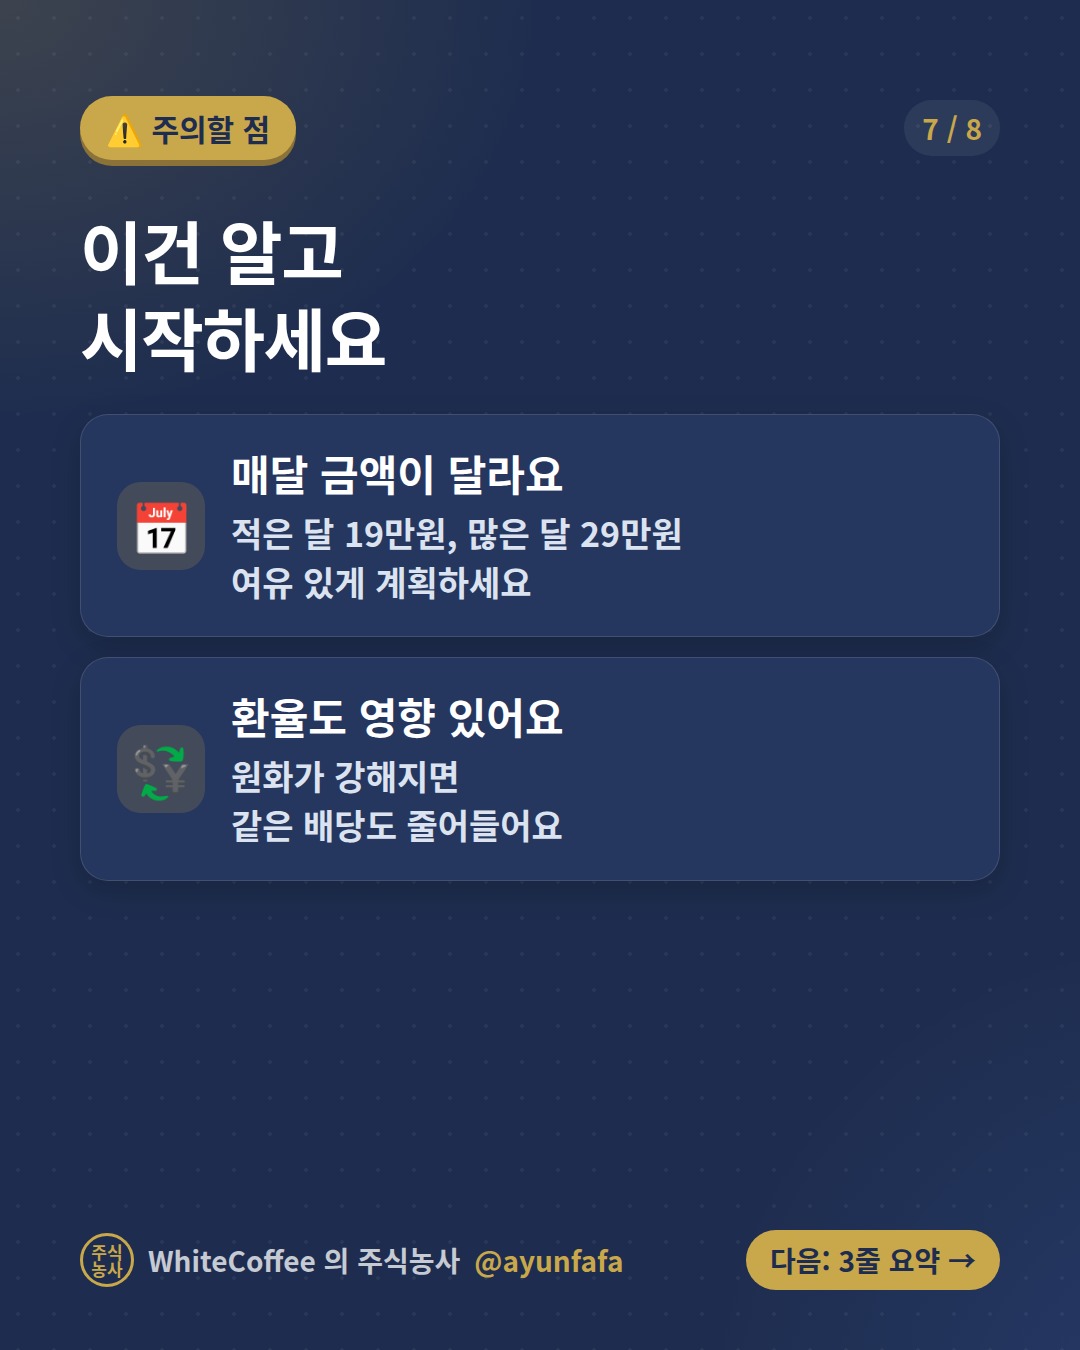 ⚠️ 주의할 점
7 / 8
이건 알고
시작하세요
July
17
매달 금액이 달라요
적은 달 19만원, 많은 달 29만원
여유 있게 계획하세요
환율도 영향 있어요
원화가 강해지면
같은 배당도 줄어들어요
주식
농사
WhiteCoffee 의 주식농사 @ayunfafa
다음: 3줄 요약 →